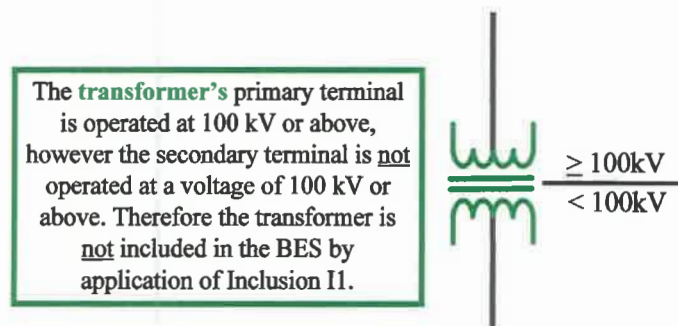 The transformer's primary terminal
is operated at 100 kV or above,
however the secondary terminal is not
operated at a voltage of 100 kV or
above. Therefore the transformer is
not included in the BES by
application of Inclusion I1.
≥ 100kV
< 100kV